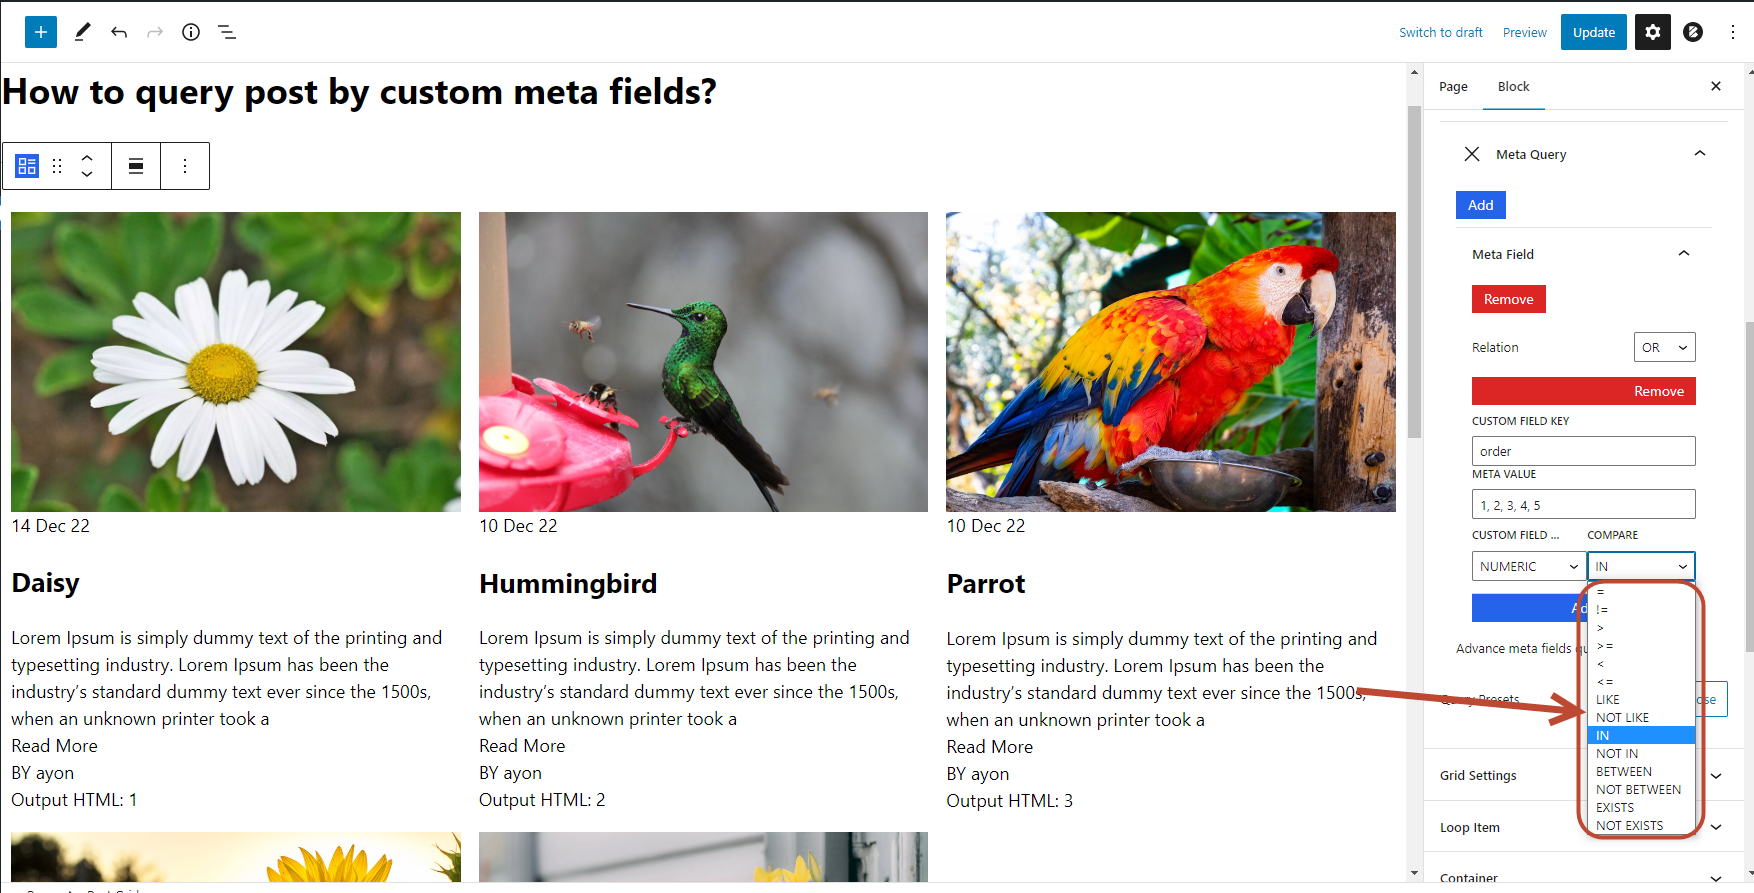 Switch to draft
Preview
Update
How to query post by custom meta fields?
14 Dec 22
Daisy
Lorem Ipsum is simply dummy text of the printing and
typesetting industry. Lorem Ipsum has been the
industry’s standard dummy text ever since the 1500s,
when an unknown printer took a
Read More
BY ayon
Output HTML: 1
10 Dec 22
Hummingbird
Lorem Ipsum is simply dummy text of the printing and
typesetting industry. Lorem Ipsum has been the
industry’s standard dummy text ever since the 1500s,
when an unknown printer took a
Read More
BY ayon
Output HTML: 2
10 Dec 22
Parrot
Lorem Ipsum is simply dummy text of the printing and
typesetting industry. Lorem Ipsum has been the
industry’s standard dummy text ever since the 1500s,
when an unknown printer took a
Read More
BY ayon
Output HTML: 3
Page
Block
Meta Query
Add
Meta Field
Remove
Relation
OR
Remove
CUSTOM FIELD KEY
order
META VALUE
1, 2, 3, 4, 5
CUSTOM FIELD ...
COMPARE
NUMERIC
IN
=
!=
>
>=
<
<=
LIKE
NOT LIKE
IN
NOT IN
BETWEEN
NOT BETWEEN
EXISTS
NOT EXISTS
Advance meta fields
Query Presets
Grid Settings
Loop Item
Container